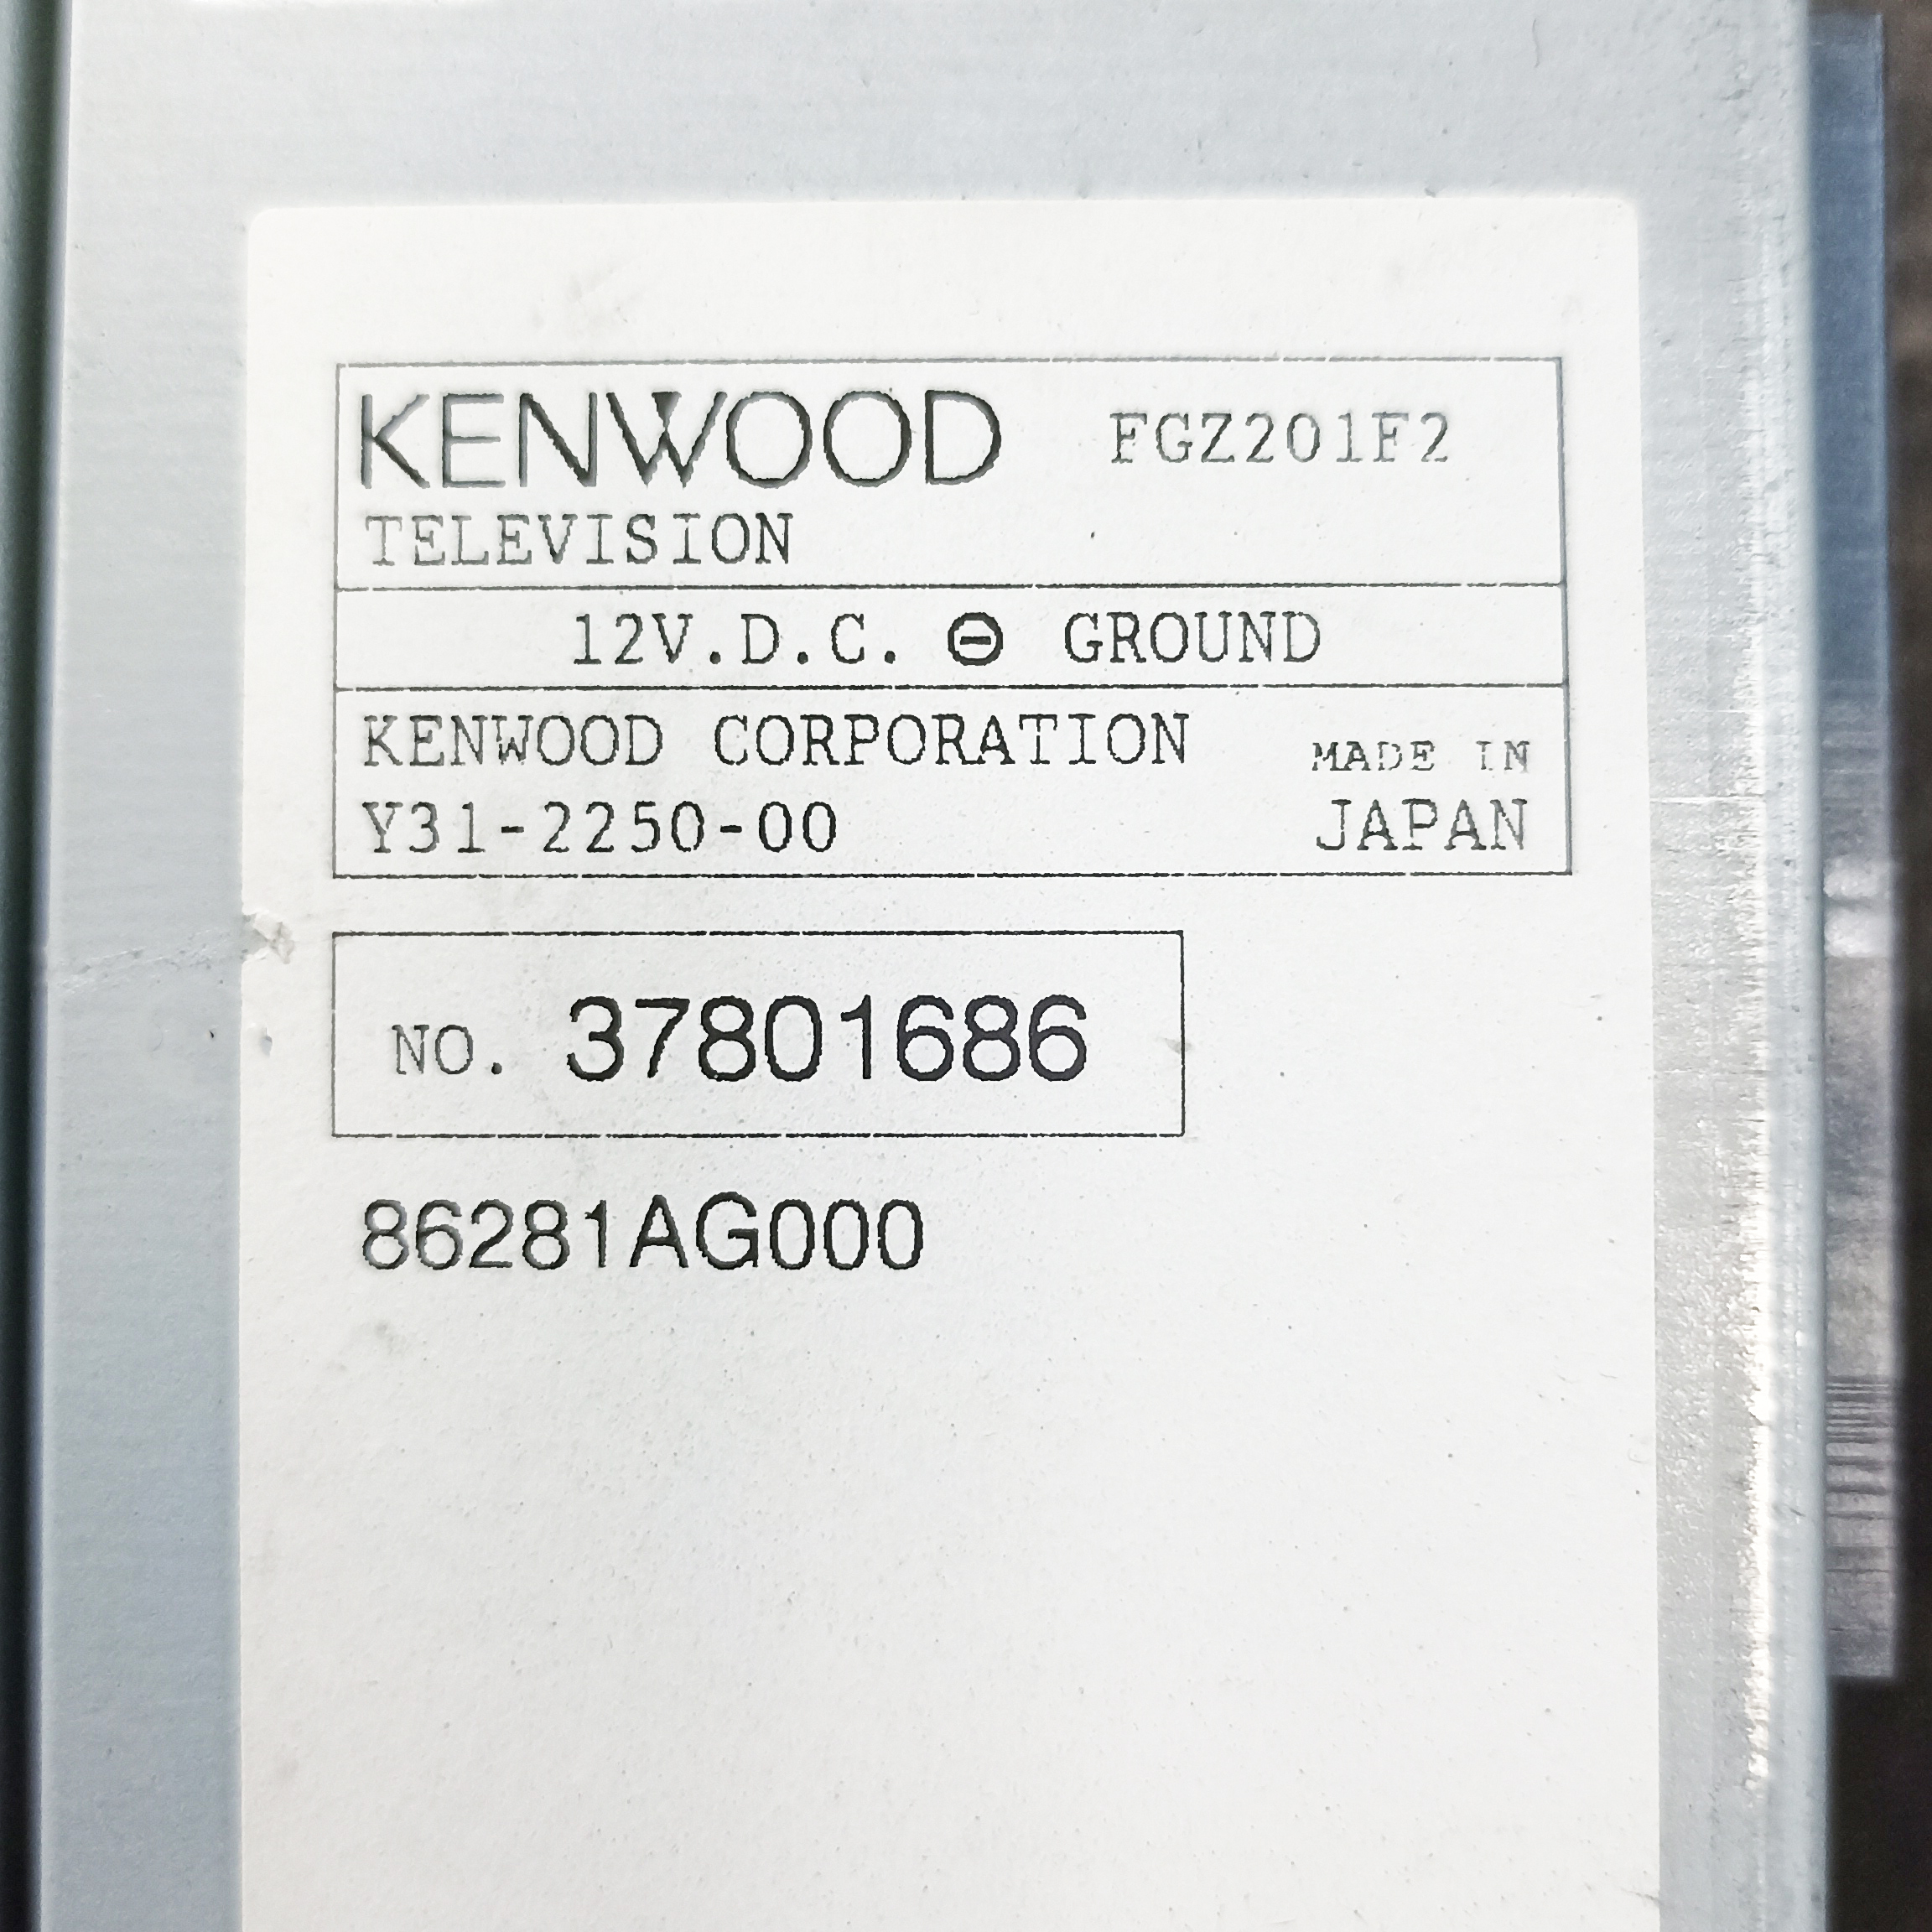 KENWOOD FGZ201F2
TELEVISION
12V.D.C. ⊖ GROUND
KENWOOD CORPORATION MADE IN
Y31-2250-00 JAPAN
NO. 37801686
86281AG000